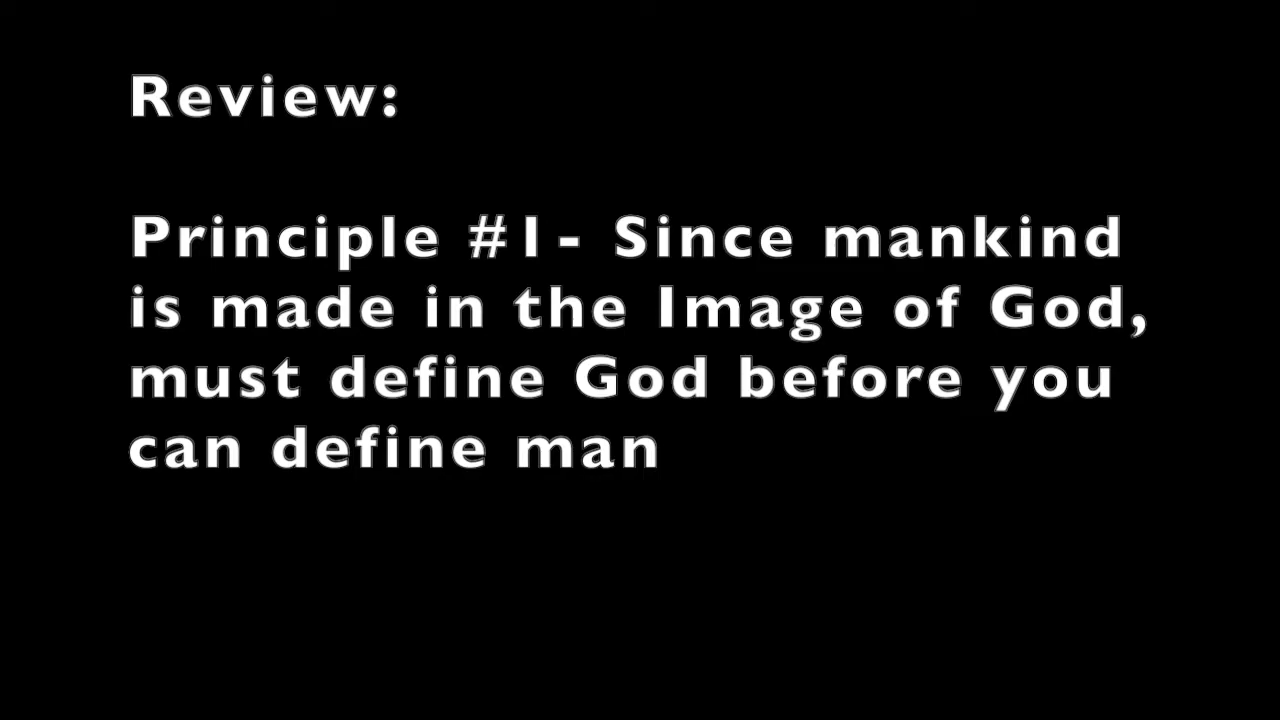 Review:
Principle #1- Since mankind
is made in the Image of God,
must define God before you
can define man